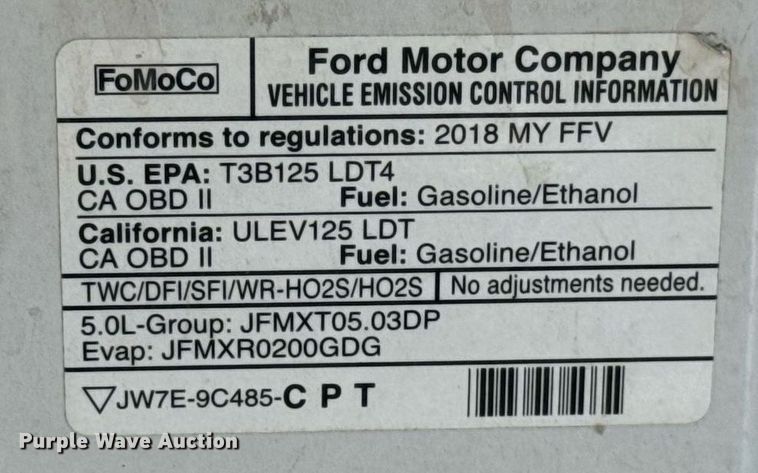 FoMoCo
Ford Motor Company
VEHICLE EMISSION CONTROL INFORMATION
Conforms to regulations: 2018 MY FFV
U.S. EPA: T3B125 LDT4
CA OBD II Fuel: Gasoline/Ethanol
California: ULEV125 LDT
CA OBD II Fuel: Gasoline/Ethanol
TWC/DFI/SFI/WR-HO2S/HO2S No adjustments needed.
5.0L-Group: JFMXT05.03DP
Evap: JFMXR0200GDG
▽JW7E-9C485-C P T
Purple Wave Auction